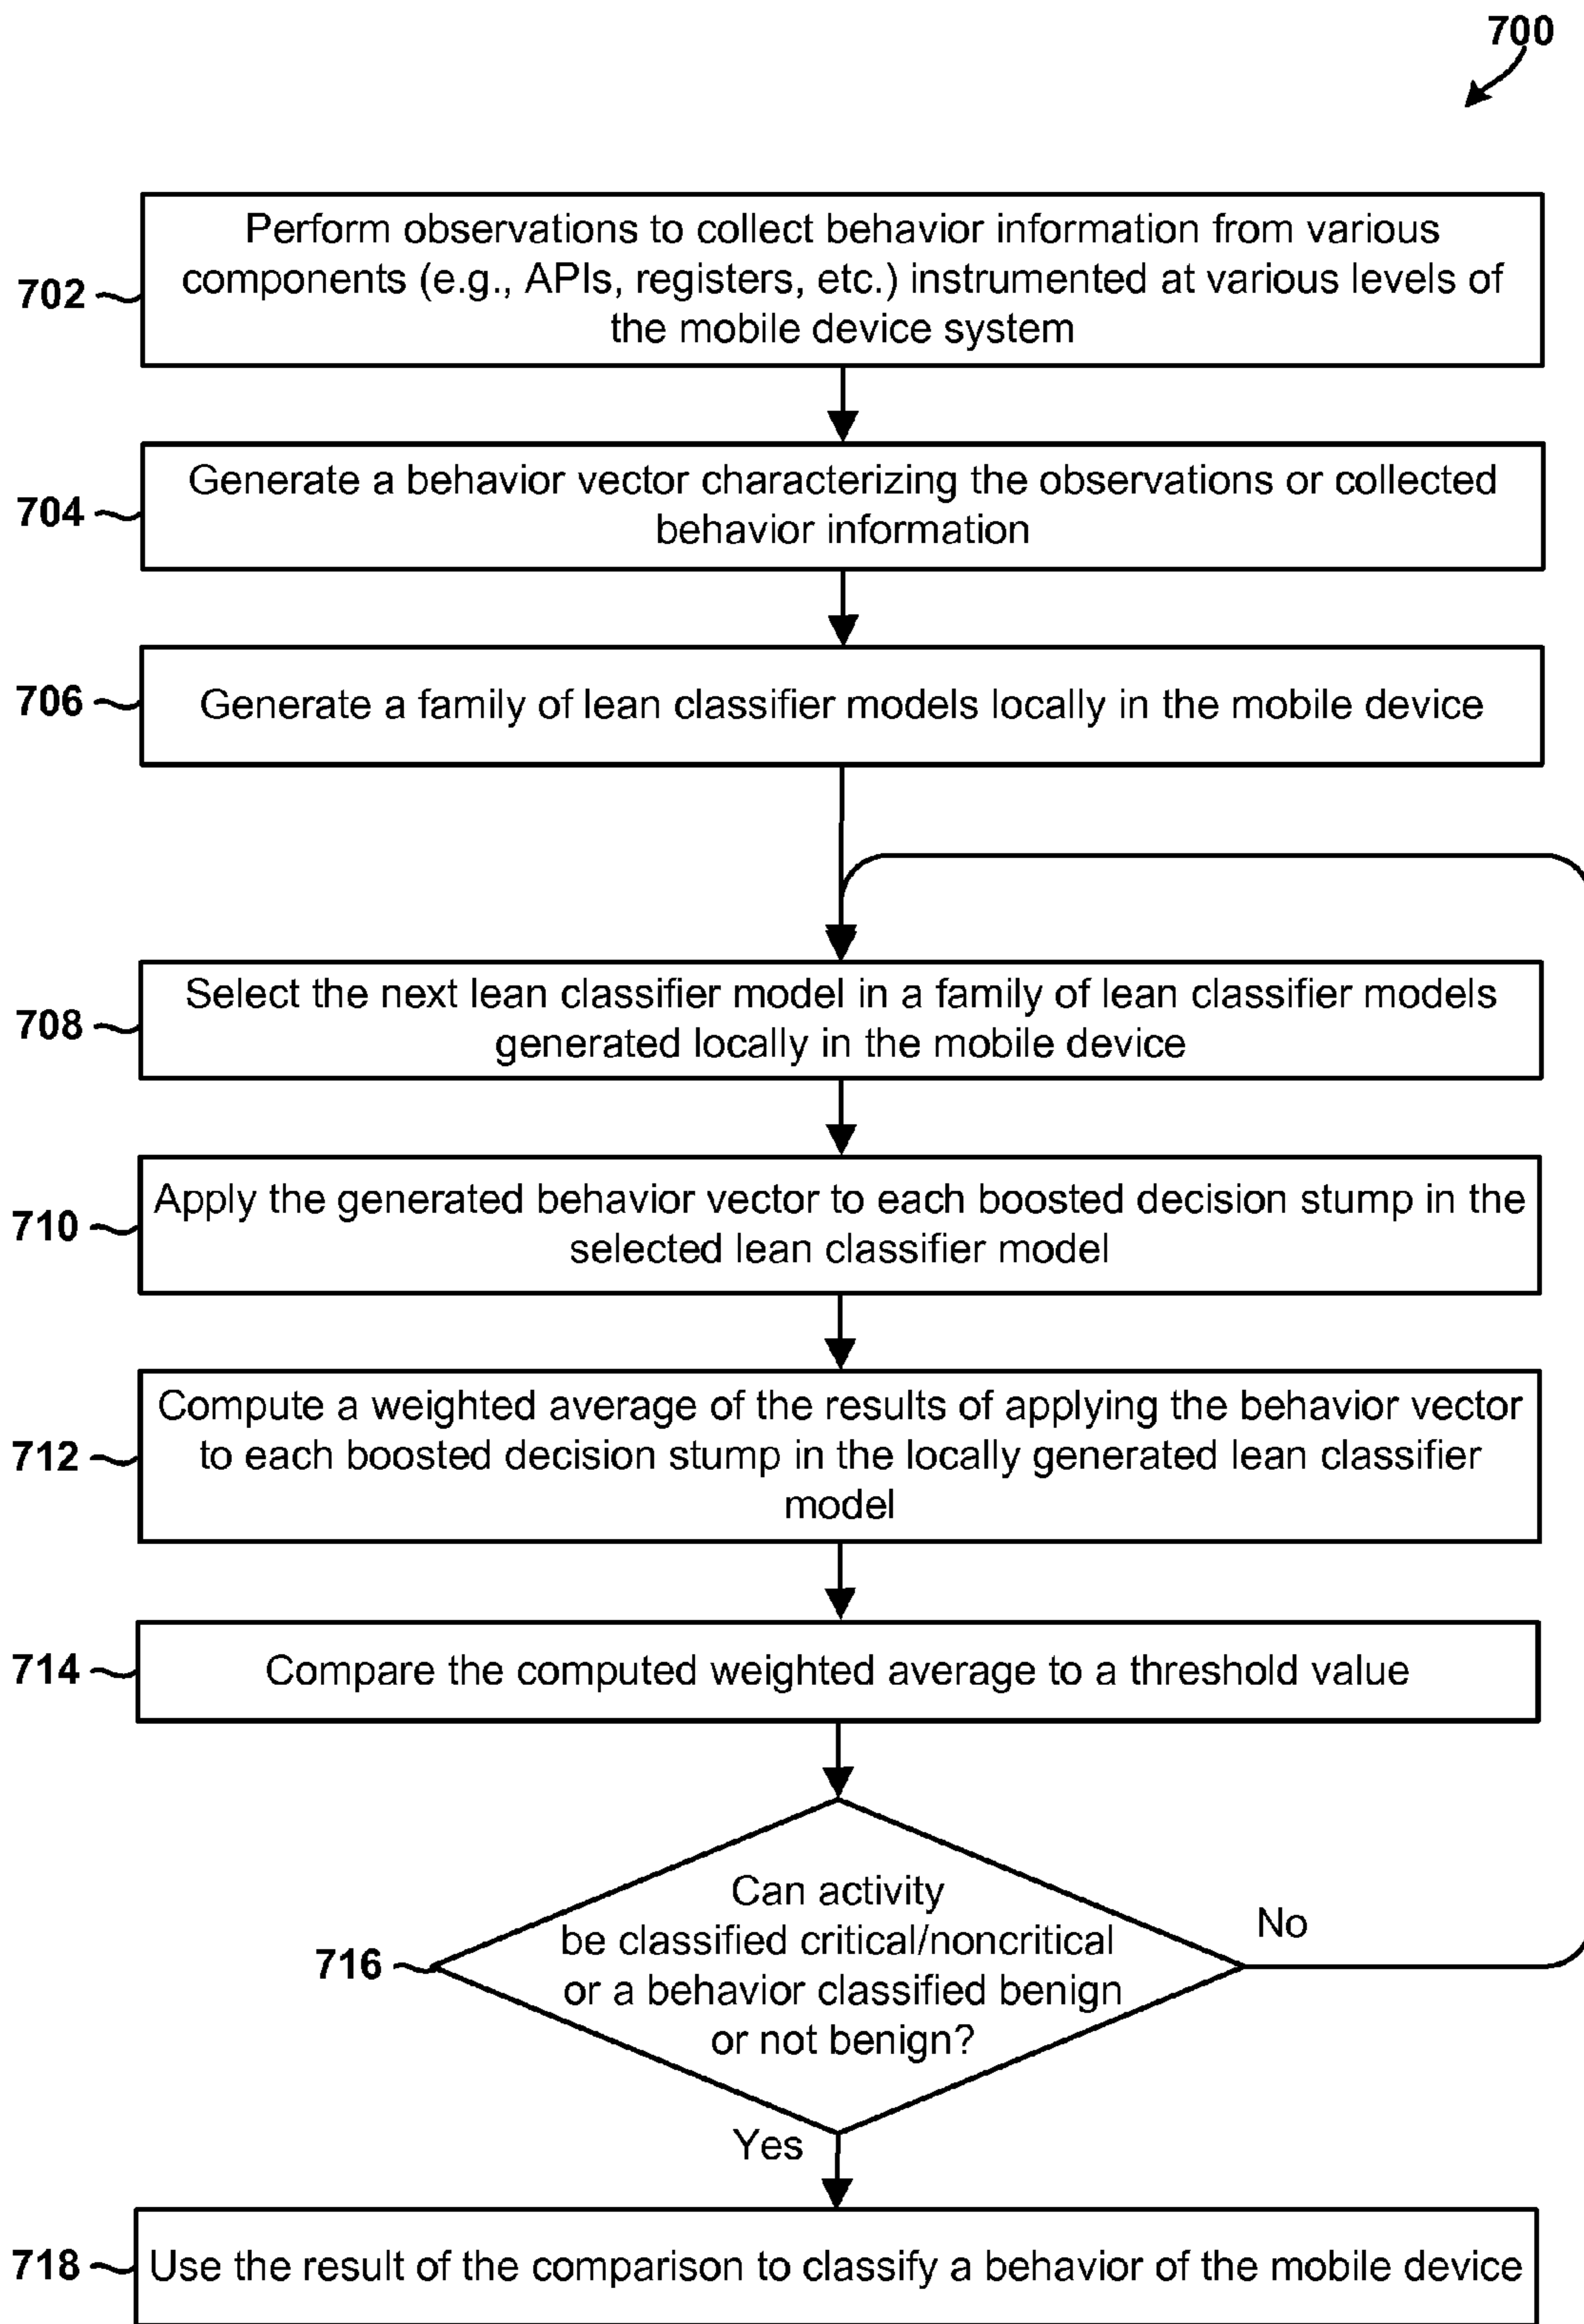 700
Perform observations to collect behavior information from various
components (e.g., APIs, registers, etc.) instrumented at various levels of
the mobile device system
702
Generate a behavior vector characterizing the observations or collected
behavior information
704
706
Generate a family of lean classifier models locally in the mobile device
Select the next lean classifier model in a family of lean classifier models
generated locally in the mobile device
708
Apply the generated behavior vector to each boosted decision stump in the
selected lean classifier model
710
Compute a weighted average of the results of applying the behavior vector
to each boosted decision stump in the locally generated lean classifier
model
712
714
Compare the computed weighted average to a threshold value
Can activity
be classified critical/noncritical
or a behavior classified benign
or not benign?
716
No
Yes
718
Use the result of the comparison to classify a behavior of the mobile device